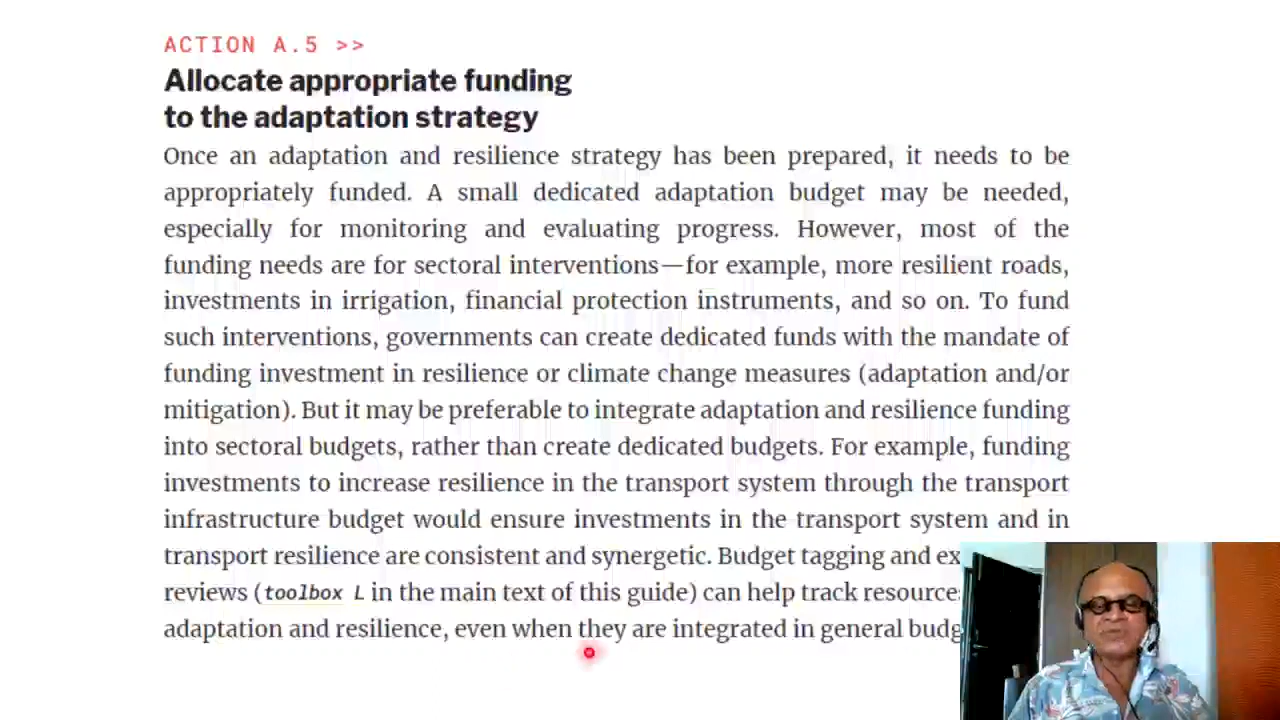 ACTION A.5 >>
Allocate appropriate funding
to the adaptation strategy
Once an adaptation and resilience strategy has been prepared, it needs to be
appropriately funded. A small dedicated adaptation budget may be needed,
especially for monitoring and evaluating progress. However, most of the
funding needs are for sectoral interventions—for example, more resilient roads,
investments in irrigation, financial protection instruments, and so on. To fund
such interventions, governments can create dedicated funds with the mandate of
funding investment in resilience or climate change measures (adaptation and/or
mitigation). But it may be preferable to integrate adaptation and resilience funding
into sectoral budgets, rather than create dedicated budgets. For example, funding
investments to increase resilience in the transport system through the transport
infrastructure budget would ensure investments in the transport system and in
transport resilience are consistent and synergetic. Budget tagging and
reviews (toolbox L in the main text of this guide) can help track
adaptation and resilience, even when they are integrated in general